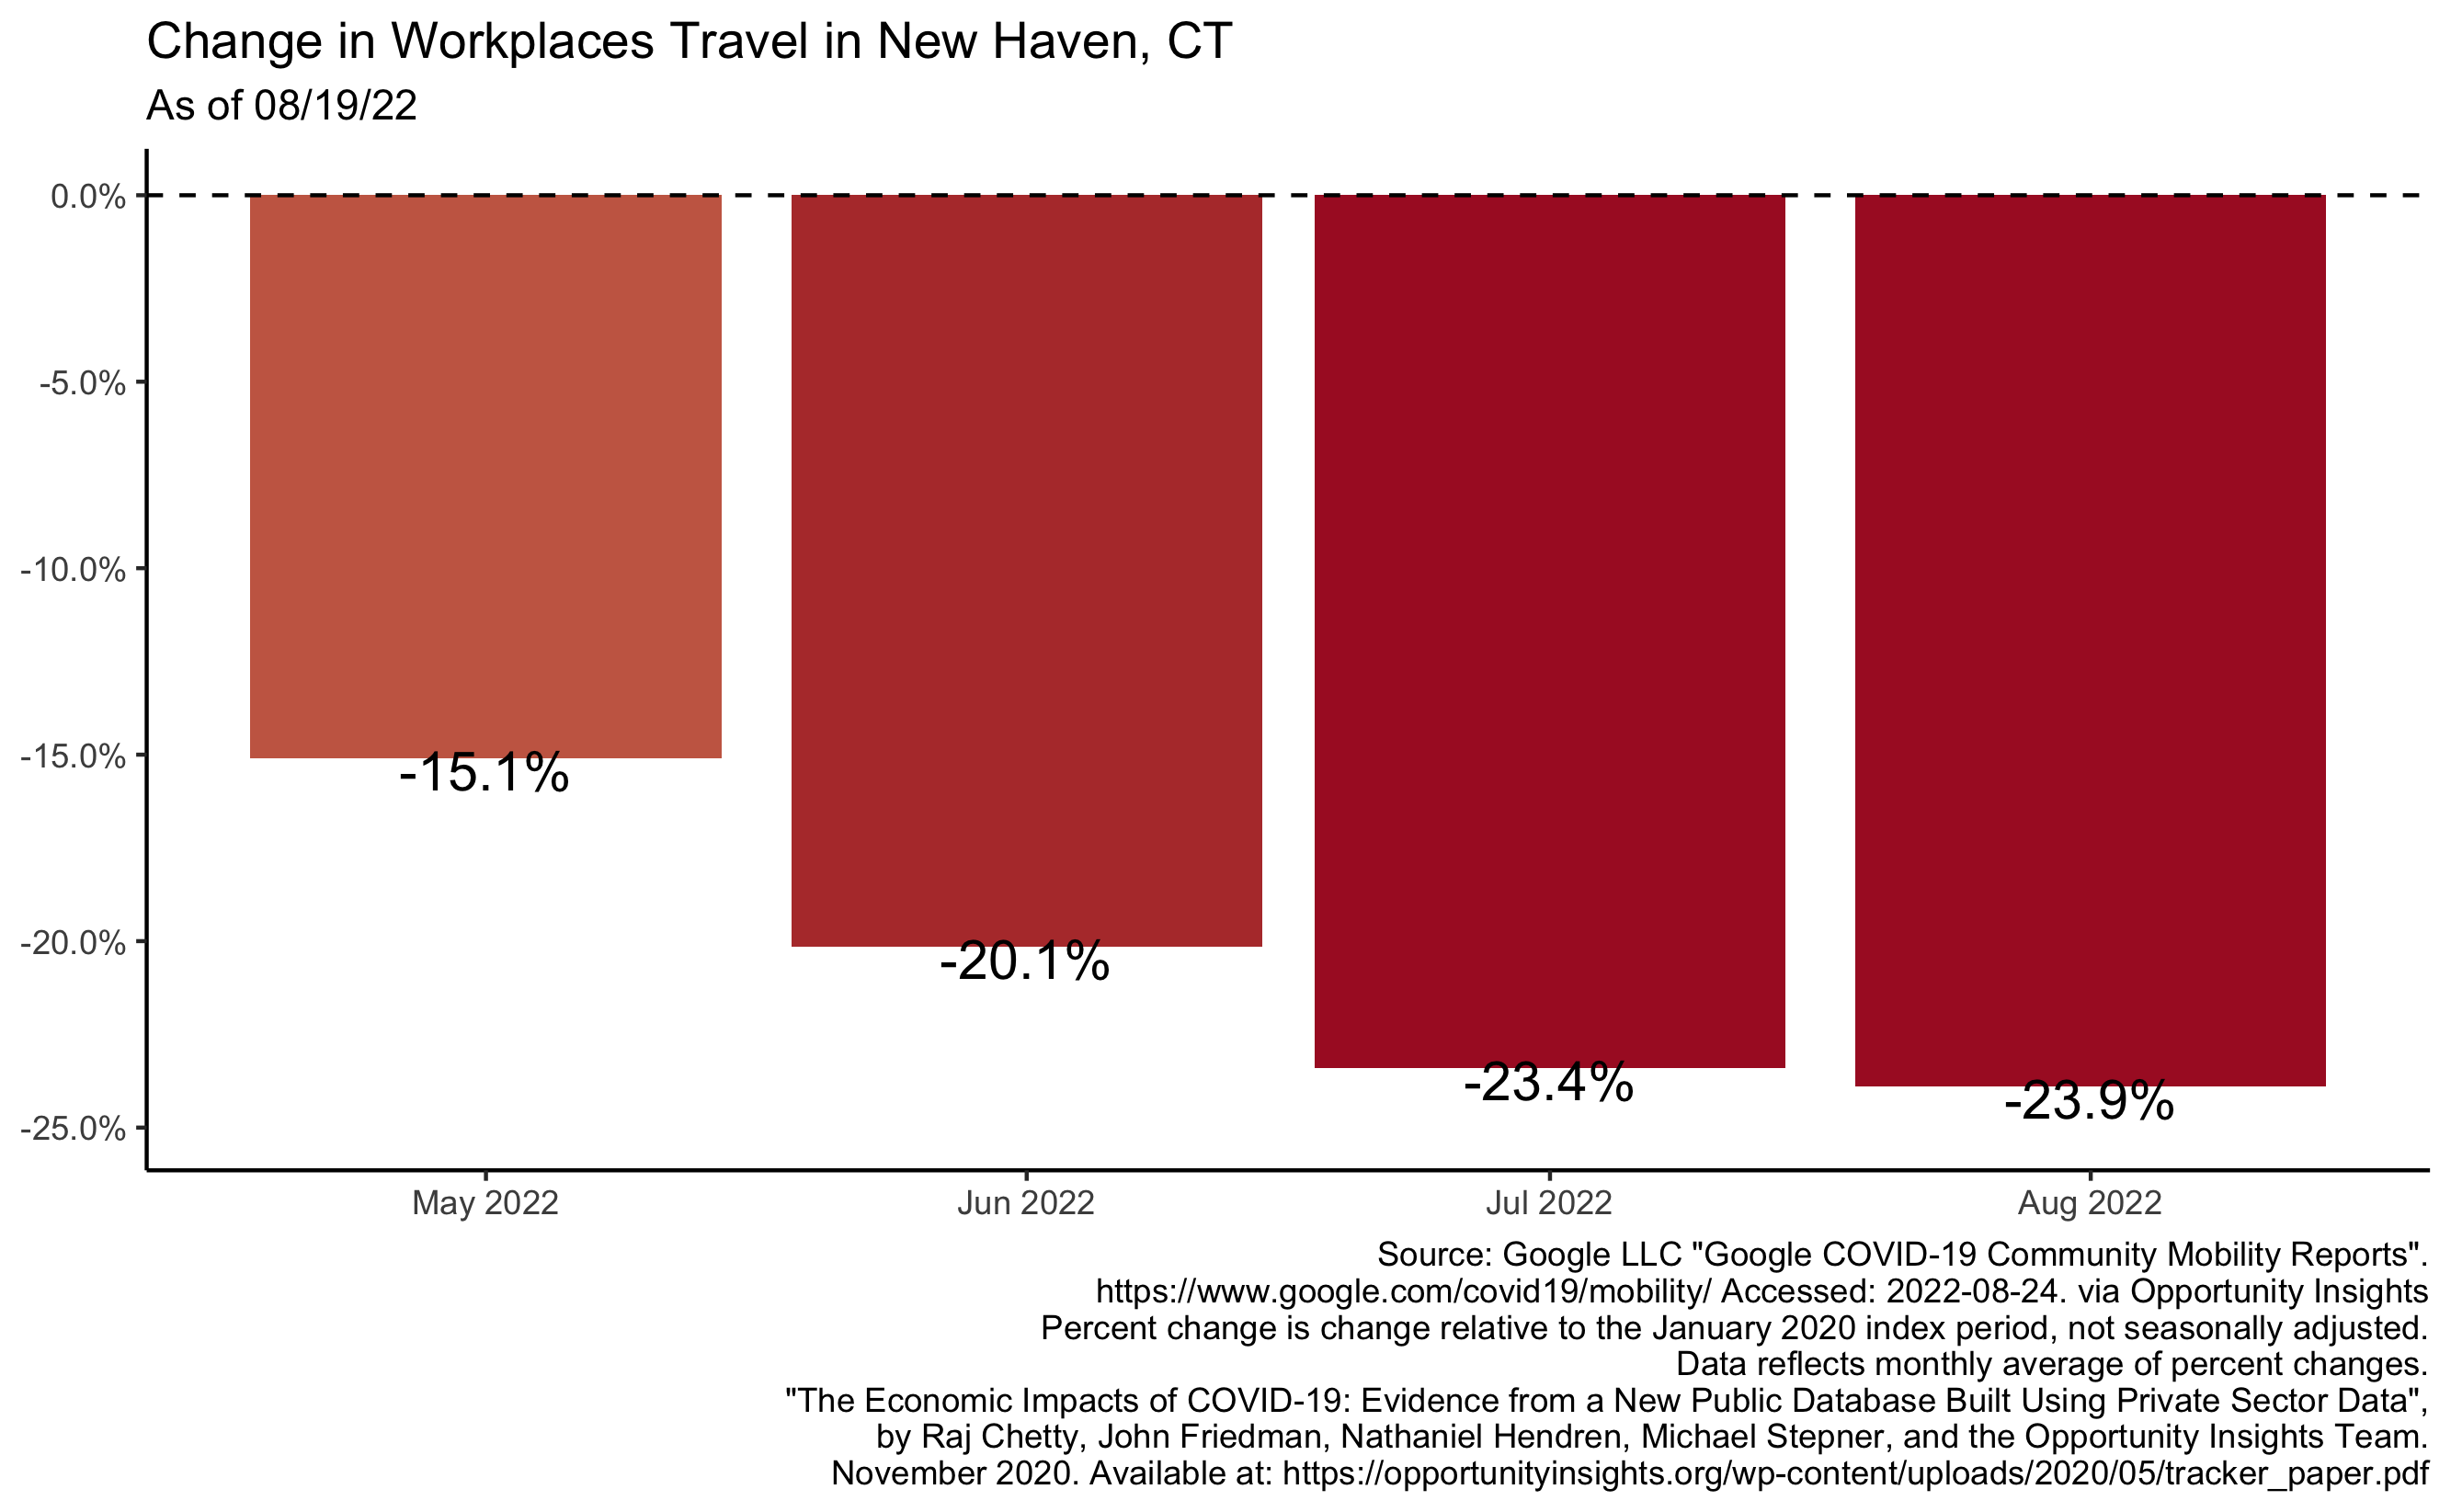 Change in Workplaces Travel in New Haven, CT
As of 08/19/22
0.0%
-5.0%
-10.0%
-15.0%
-20.0%
-25.0%
-15.1%
-20.1%
-23.4%
-23.9%
May 2022
Jun 2022
Jul 2022
Aug 2022
Source: Google LLC "Google COVID-19 Community Mobility Reports".
https://www.google.com/covid19/mobility/ Accessed: 2022-08-24. via Opportunity Insights
Percent change is change relative to the January 2020 index period, not seasonally adjusted.
Data reflects monthly average of percent changes.
"The Economic Impacts of COVID-19: Evidence from a New Public Database Built Using Private Sector Data",
by Raj Chetty, John Friedman, Nathaniel Hendren, Michael Stepner, and the Opportunity Insights Team.
November 2020. Available at: https://opportunityinsights.org/wp-content/uploads/2020/05/tracker_paper.pdf